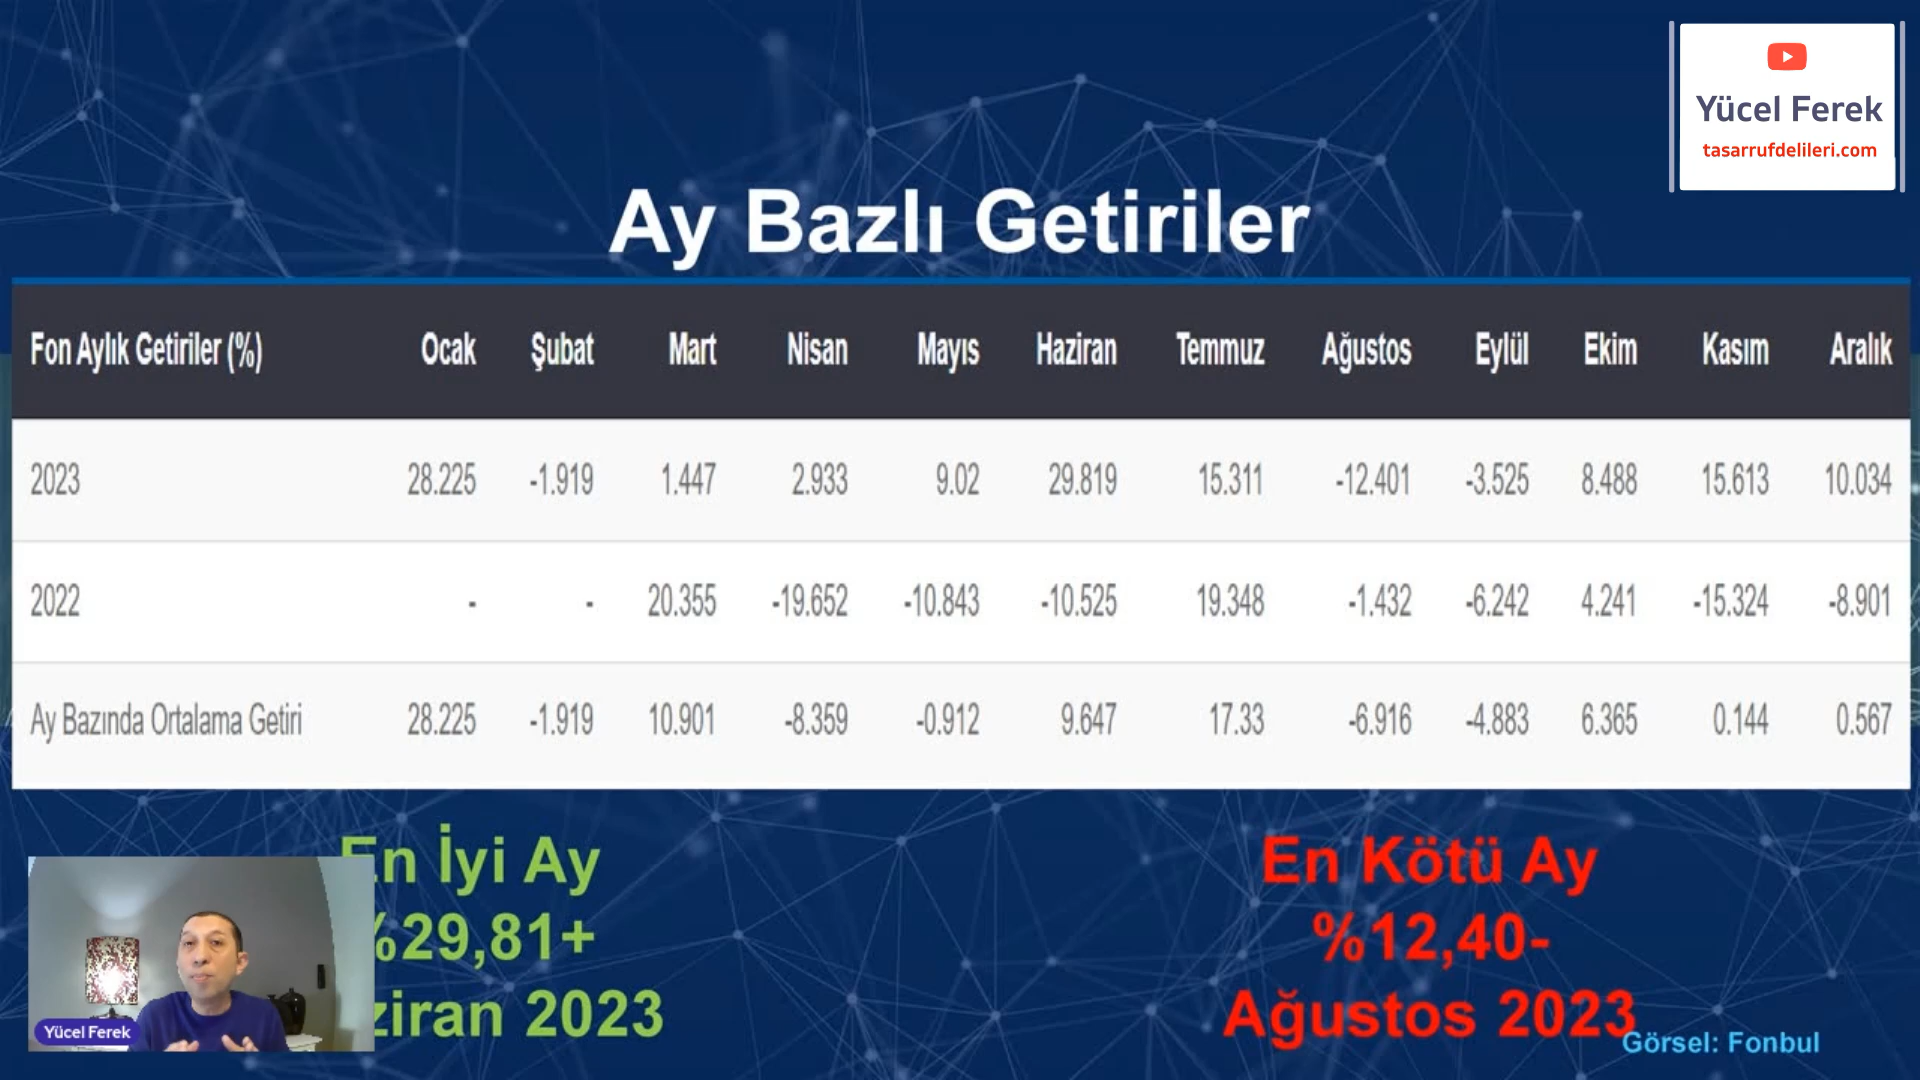 Yücel Ferek
tasarrufdelileri.com
Ay Bazlı Getiriler
Fon Aylık Getiriler (%) Ocak Şubat Mart Nisan Mayıs Haziran Temmuz Ağustos Eylül Ekim Kasım Aralık
2023 28.225 -1.919 1.447 2.933 9.02 29.819 15.311 -12.401 -3.525 8.488 15.613 10.034
2022 - - 20.355 -19.652 -10.843 -10.525 19.348 -1.432 -6.242 4.241 -15.324 -8.901
Ay Bazında Ortalama Getiri 28.225 -1.919 10.901 -8.359 -0.912 9.647 17.33 -6.916 -4.883 6.365 0.144 0.567
En İyi Ay
%29,81+
ziran 2023
En Kötü Ay
%12,40-
Ağustos 2023
Görsel: Fonbul
Yücel Ferek